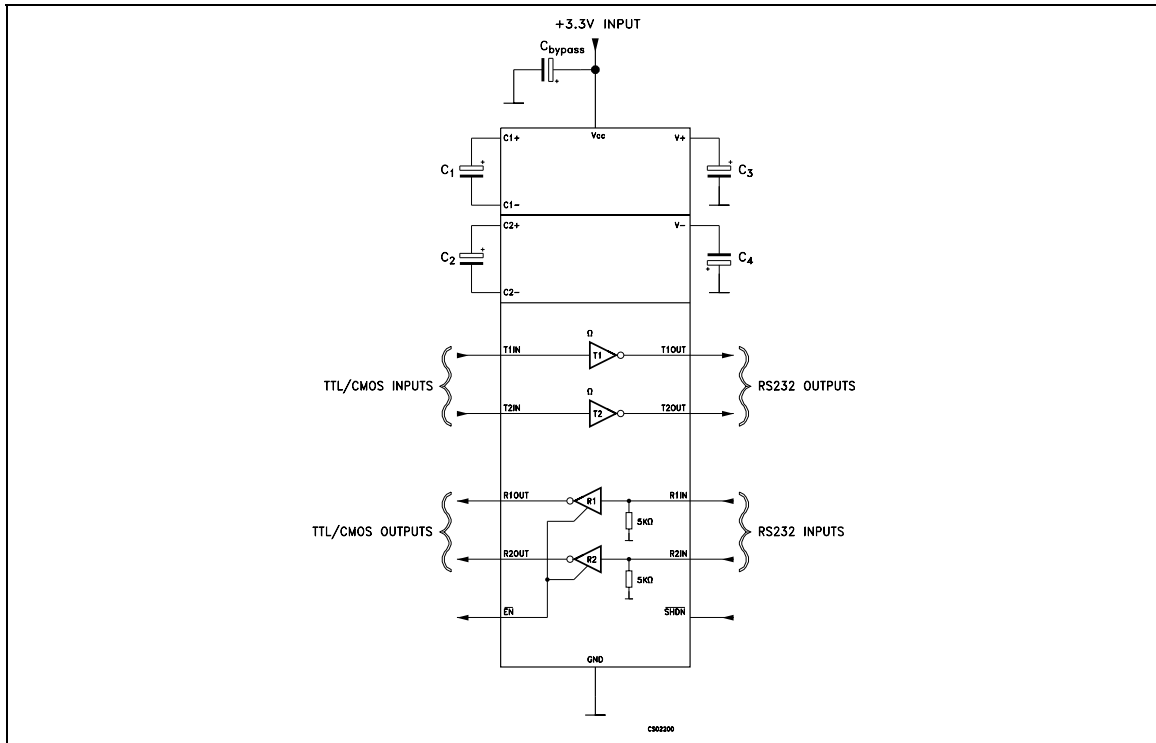 +3.3V INPUT
Cbypass
+
C1+
Vcc
V+
C1
+
+
C3
C1-
C2+
V-
C2
+
+
C4
C2-
Ω
T1IN
T1
T1OUT
TTL/CMOS INPUTS
RS232 OUTPUTS
Ω
T2IN
T2
T2OUT
R1OUT
R1
R1IN
5KΩ
TTL/CMOS OUTPUTS
RS232 INPUTS
R2OUT
R2
R2IN
5KΩ
EN
SHDN
GND
CS02200